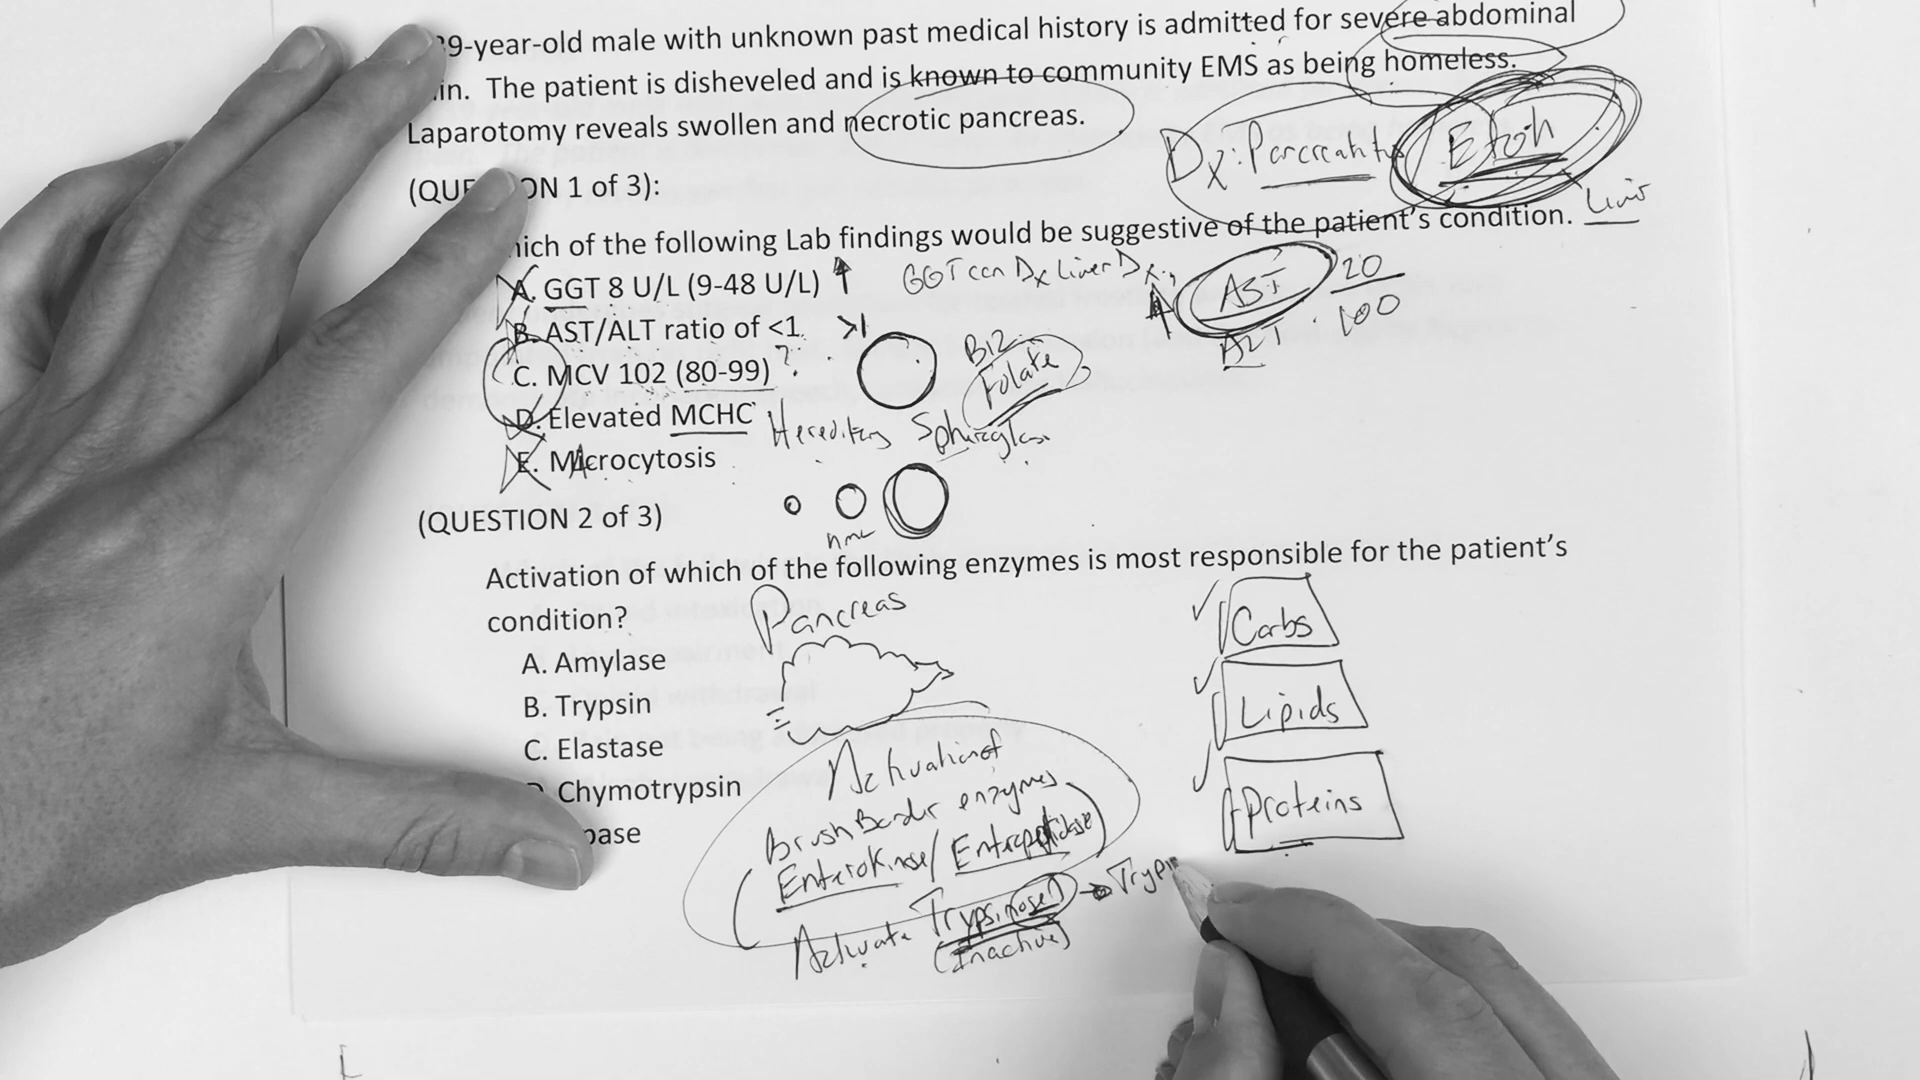 9-year-old male with unknown past medical history is admitted for severe abdominal
in. The patient is disheveled and is known to community EMS as being homeless.
Laparotomy reveals swollen and necrotic pancreas.
Dx: Etoh
(QUE ON 1 of 3):
hich of the following Lab findings would be suggestive of the patient's condition.
A. GGT 8 U/L (9-48 U/L) ↑ GGT can Dx Liver Dx.,
AST 20
ALT 100
B. AST/ALT ratio of <1 >1
B12
Folate
C. MCV 102 (80-99) ?
D. Elevated MCHC Hereditary
E. Microcytosis
(QUESTION 2 of 3)
Activation of which of the following enzymes is most responsible for the patient's
condition?
Pancreas
Carbs
Lipids
Proteins
A. Amylase
B. Trypsin
C. Elastase
Chymotrypsin
pase
Activation of
brush Border enzymes
Enterokinase/
Activate → Tryp
(Inactive)